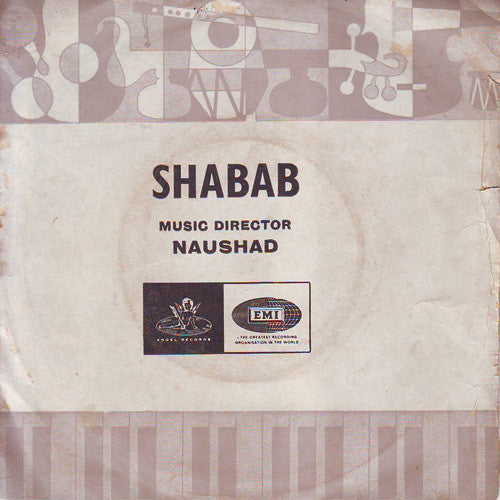 SHABAB
MUSIC DIRECTOR
NAUSHAD
ANGEL RECORDS
EMI
- THE GREATEST RECORDING
ORGANISATION IN THE WORLD